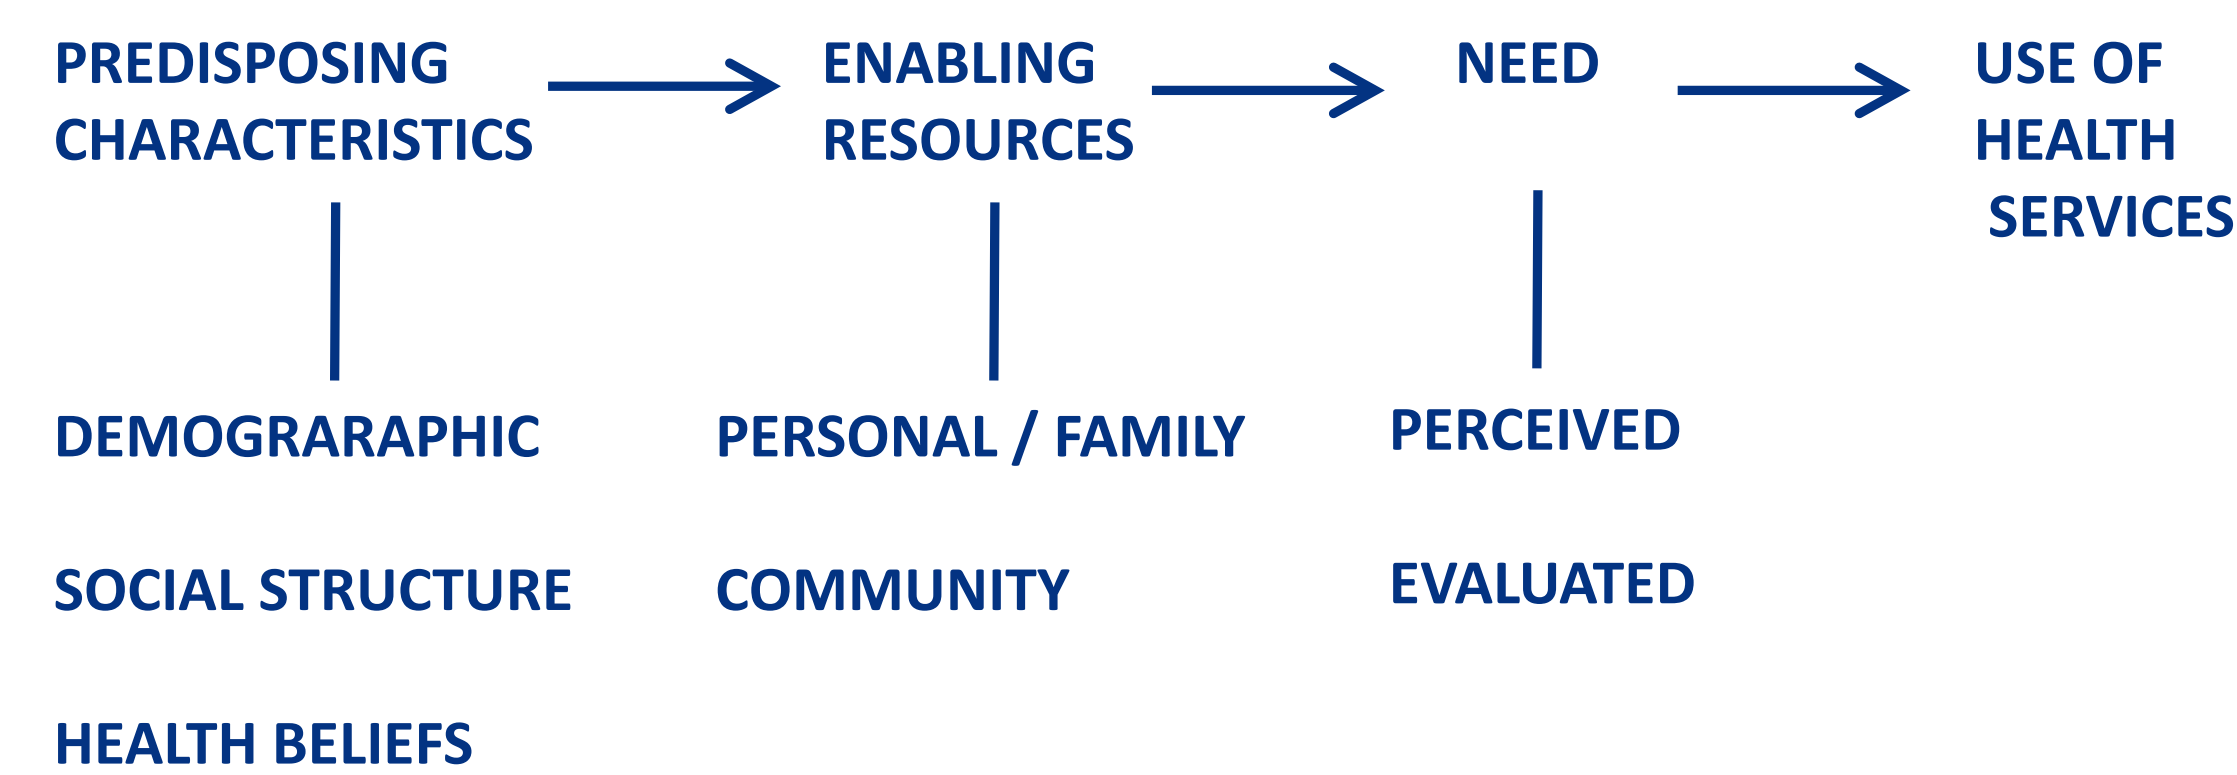 PREDISPOSING
CHARACTERISTICS
ENABLING
RESOURCES
NEED
USE OF
HEALTH
SERVICES
DEMOGRARAPHIC
SOCIAL STRUCTURE
HEALTH BELIEFS
PERSONAL / FAMILY
COMMUNITY
PERCEIVED
EVALUATED